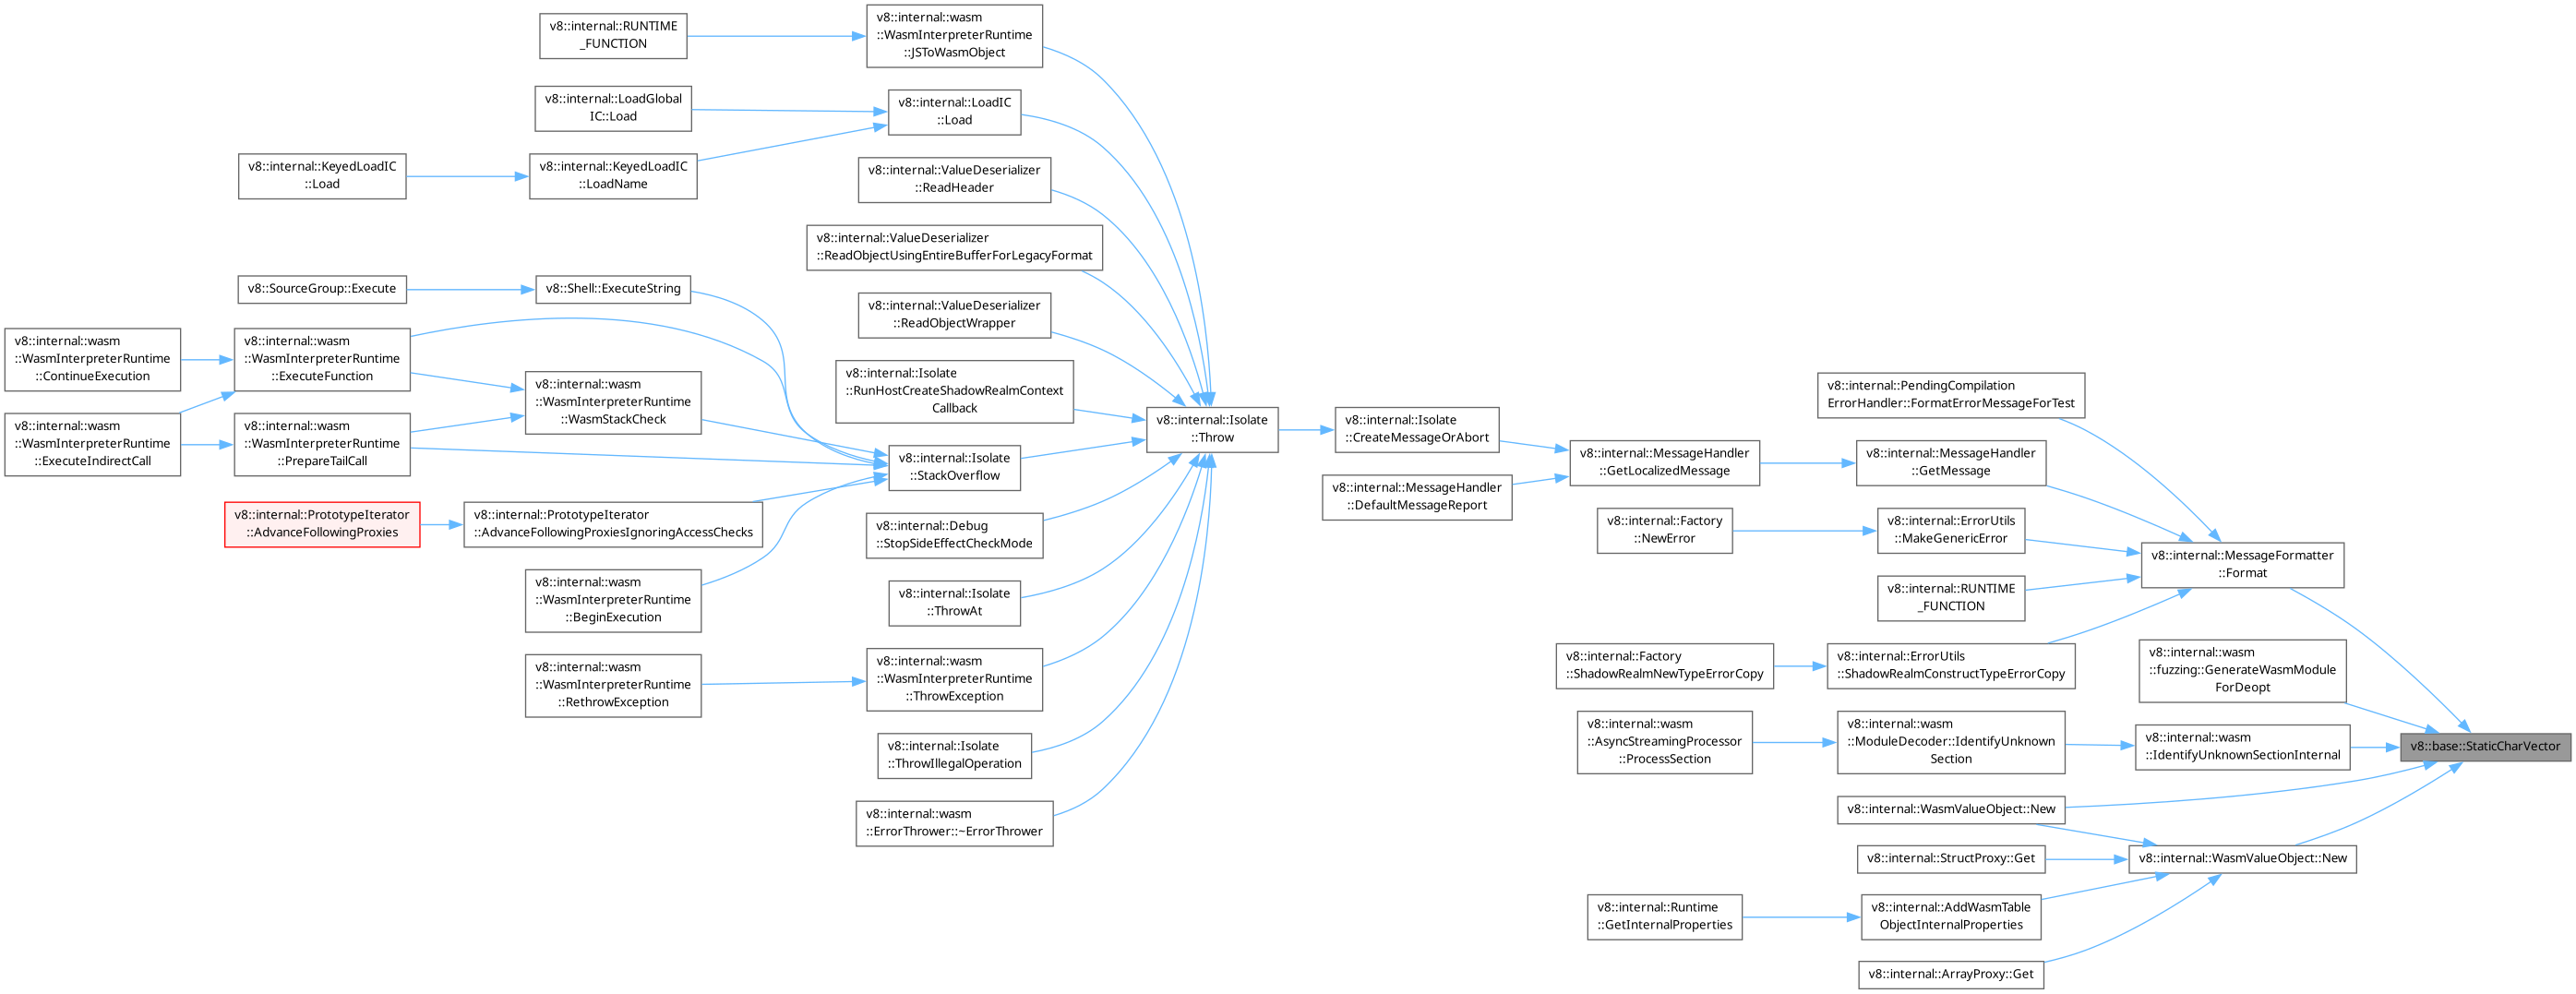 v8::internal::RUNTIME
_FUNCTION
v8::internal::wasm
::WasmInterpreterRuntime
::JSToWasmObject
v8::internal::LoadGlobal
IC::Load
v8::internal::LoadIC
::Load
v8::internal::KeyedLoadIC
::Load
v8::internal::KeyedLoadIC
::LoadName
v8::internal::ValueDeserializer
::ReadHeader
v8::internal::ValueDeserializer
::ReadObjectUsingEntireBufferForLegacyFormat
v8::SourceGroup::Execute
v8::Shell::ExecuteString
v8::internal::ValueDeserializer
::ReadObjectWrapper
v8::internal::wasm
::WasmInterpreterRuntime
::ContinueExecution
v8::internal::wasm
::WasmInterpreterRuntime
::ExecuteFunction
v8::internal::wasm
::WasmInterpreterRuntime
::WasmStackCheck
v8::internal::Isolate
::RunHostCreateShadowRealmContext
Callback
v8::internal::wasm
::WasmInterpreterRuntime
::ExecuteIndirectCall
v8::internal::wasm
::WasmInterpreterRuntime
::PrepareTailCall
v8::internal::Isolate
::StackOverflow
v8::internal::Isolate
::Throw
v8::internal::Isolate
::CreateMessageOrAbort
v8::internal::MessageHandler
::DefaultMessageReport
v8::internal::MessageHandler
::GetLocalizedMessage
v8::internal::MessageHandler
::GetMessage
v8::internal::PendingCompilation
ErrorHandler::FormatErrorMessageForTest
v8::internal::PrototypeIterator
::AdvanceFollowingProxies
v8::internal::PrototypeIterator
::AdvanceFollowingProxiesIgnoringAccessChecks
v8::internal::Debug
::StopSideEffectCheckMode
v8::internal::Factory
::NewError
v8::internal::ErrorUtils
::MakeGenericError
v8::internal::MessageFormatter
::Format
v8::internal::wasm
::WasmInterpreterRuntime
::BeginExecution
v8::internal::Isolate
::ThrowAt
v8::internal::RUNTIME
_FUNCTION
v8::internal::wasm
::WasmInterpreterRuntime
::RethrowException
v8::internal::wasm
::WasmInterpreterRuntime
::ThrowException
v8::internal::Factory
::ShadowRealmNewTypeErrorCopy
v8::internal::ErrorUtils
::ShadowRealmConstructTypeErrorCopy
v8::internal::wasm
::fuzzing::GenerateWasmModule
ForDeopt
v8::internal::Isolate
::ThrowIllegalOperation
v8::internal::wasm
::AsyncStreamingProcessor
::ProcessSection
v8::internal::wasm
::ModuleDecoder::IdentifyUnknown
Section
v8::internal::wasm
::IdentifyUnknownSectionInternal
v8::base::StaticCharVector
v8::internal::wasm
::ErrorThrower::~ErrorThrower
v8::internal::WasmValueObject::New
v8::internal::StructProxy::Get
v8::internal::WasmValueObject::New
v8::internal::Runtime
::GetInternalProperties
v8::internal::AddWasmTable
ObjectInternalProperties
v8::internal::ArrayProxy::Get